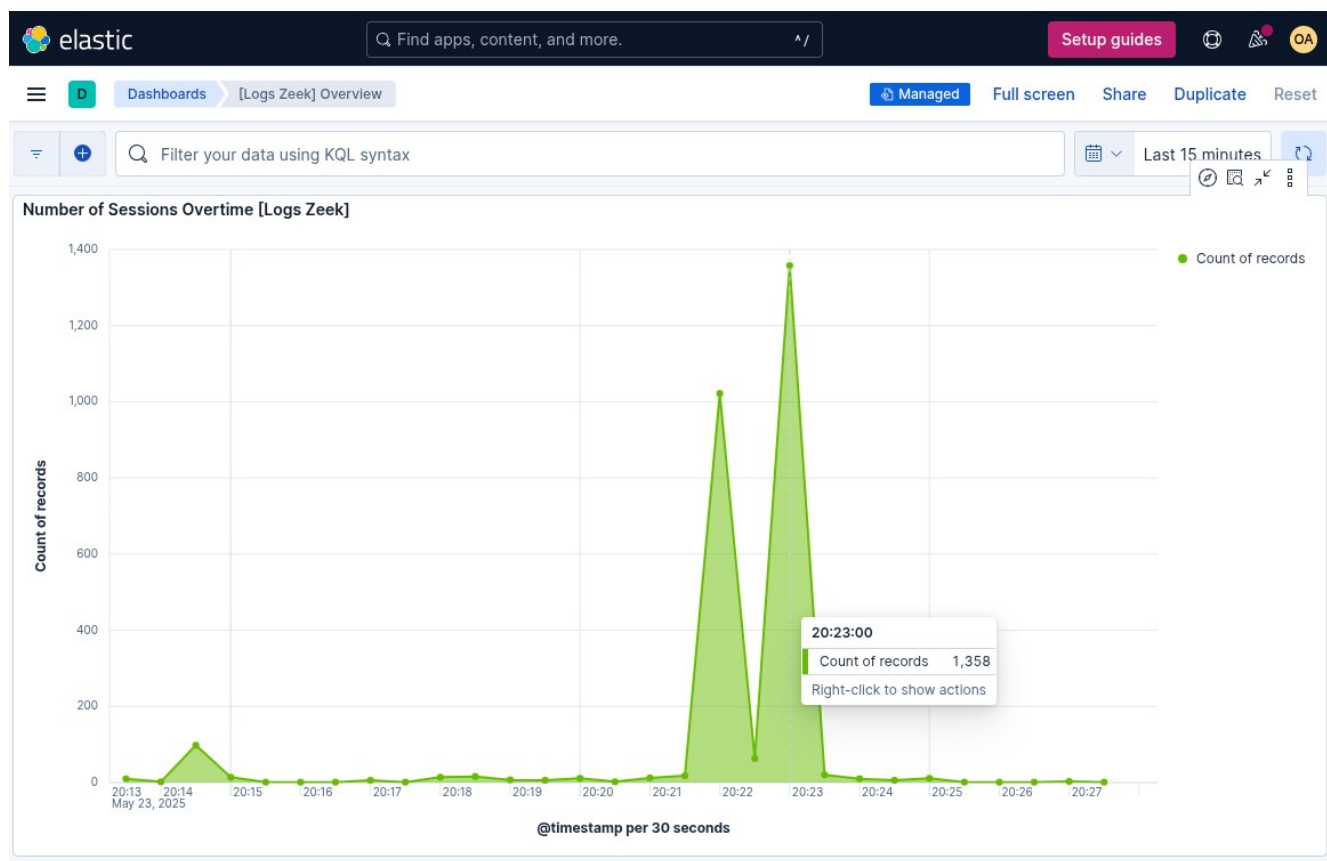 elastic
Find apps, content, and more.
^/
Setup guides
OA
D
Dashboards
[Logs Zeek] Overview
Managed
Full screen
Share
Duplicate
Reset
Filter your data using KQL syntax
Last 15 minutes
Number of Sessions Overtime [Logs Zeek]
Count of records
1,400
1,200
1,000
800
600
400
200
0
Count of records
20:23:00
Count of records 1,358
Right-click to show actions
20:13 20:14 20:15 20:16 20:17 20:18 20:19 20:20 20:21 20:22 20:23 20:24 20:25 20:26 20:27
May 23, 2025
@timestamp per 30 seconds